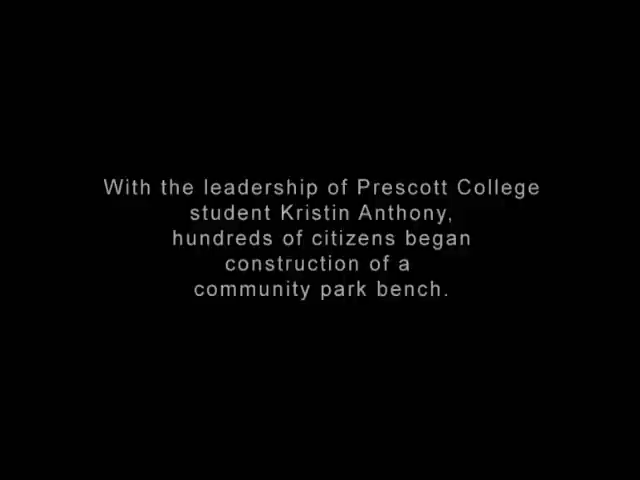 With the leadership of Prescott College
student Kristin Anthony,
hundreds of citizens began
construction of a
community park bench.